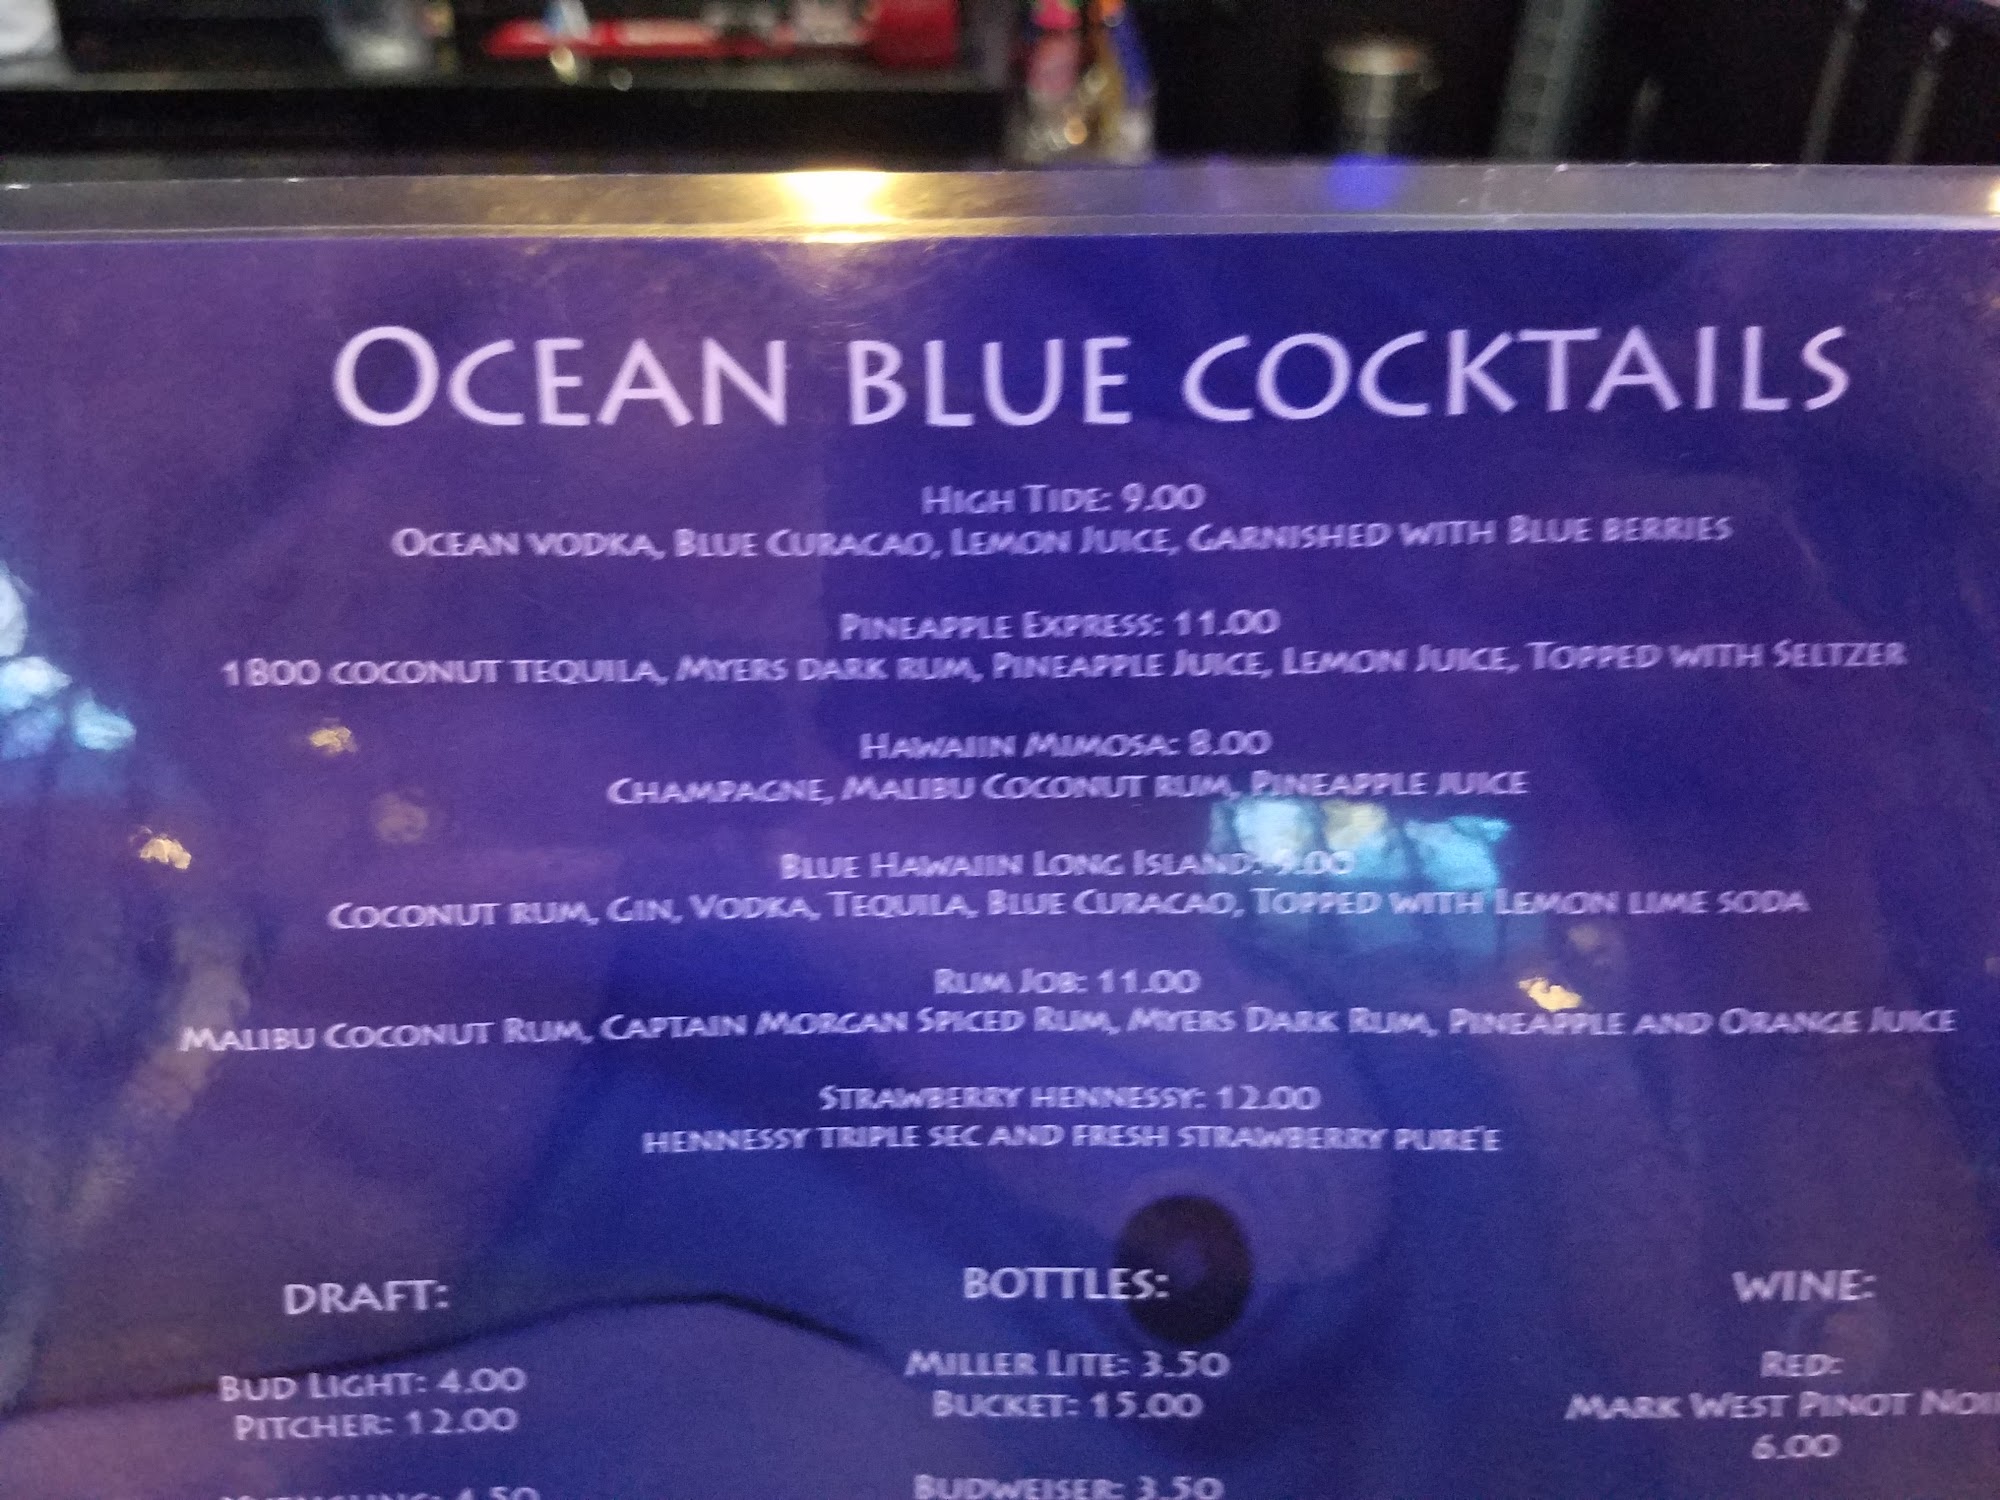 OCEAN BLUE COCKTAILS
HIGH TIDE: 9.00
OCEAN VODKA, BLUE CURACAO, LEMON JUICE, GARNISHED WITH BLUE BERRIES
PINEAPPLE EXPRESS: 11.00
1800 COCONUT TEQUILA, MYERS DARK RUM, PINEAPPLE JUICE, LEMON JUICE, TOPPED WITH SELTZER
HAWAIIN MIMOSA: 8.00
CHAMPAGNE, MALIBU COCONUT RUM, PINEAPPLE JUICE
BLUE HAWAIIN LONG ISLAND: 9.00
COCONUT RUM, GIN, VODKA, TEQUILA, BLUE CURACAO, TOPPED WITH LEMON LIME SODA
RUM JOB: 11.00
MALIBU COCONUT RUM, CAPTAIN MORGAN SPICED RUM, MYERS DARK RUM, PINEAPPLE AND ORANGE JUICE
STRAWBERRY HENNESSY: 12.00
HENNESSY TRIPLE SEC AND FRESH STRAWBERRY PURE'E
DRAFT:
BUD LIGHT: 4.00
PITCHER: 12.00
4.50
BOTTLES:
MILLER LITE: 3.50
BUCKET: 15.00
BUDWEISER: 3.50
WINE:
RED:
MARK WEST PINOT NOI
6.00